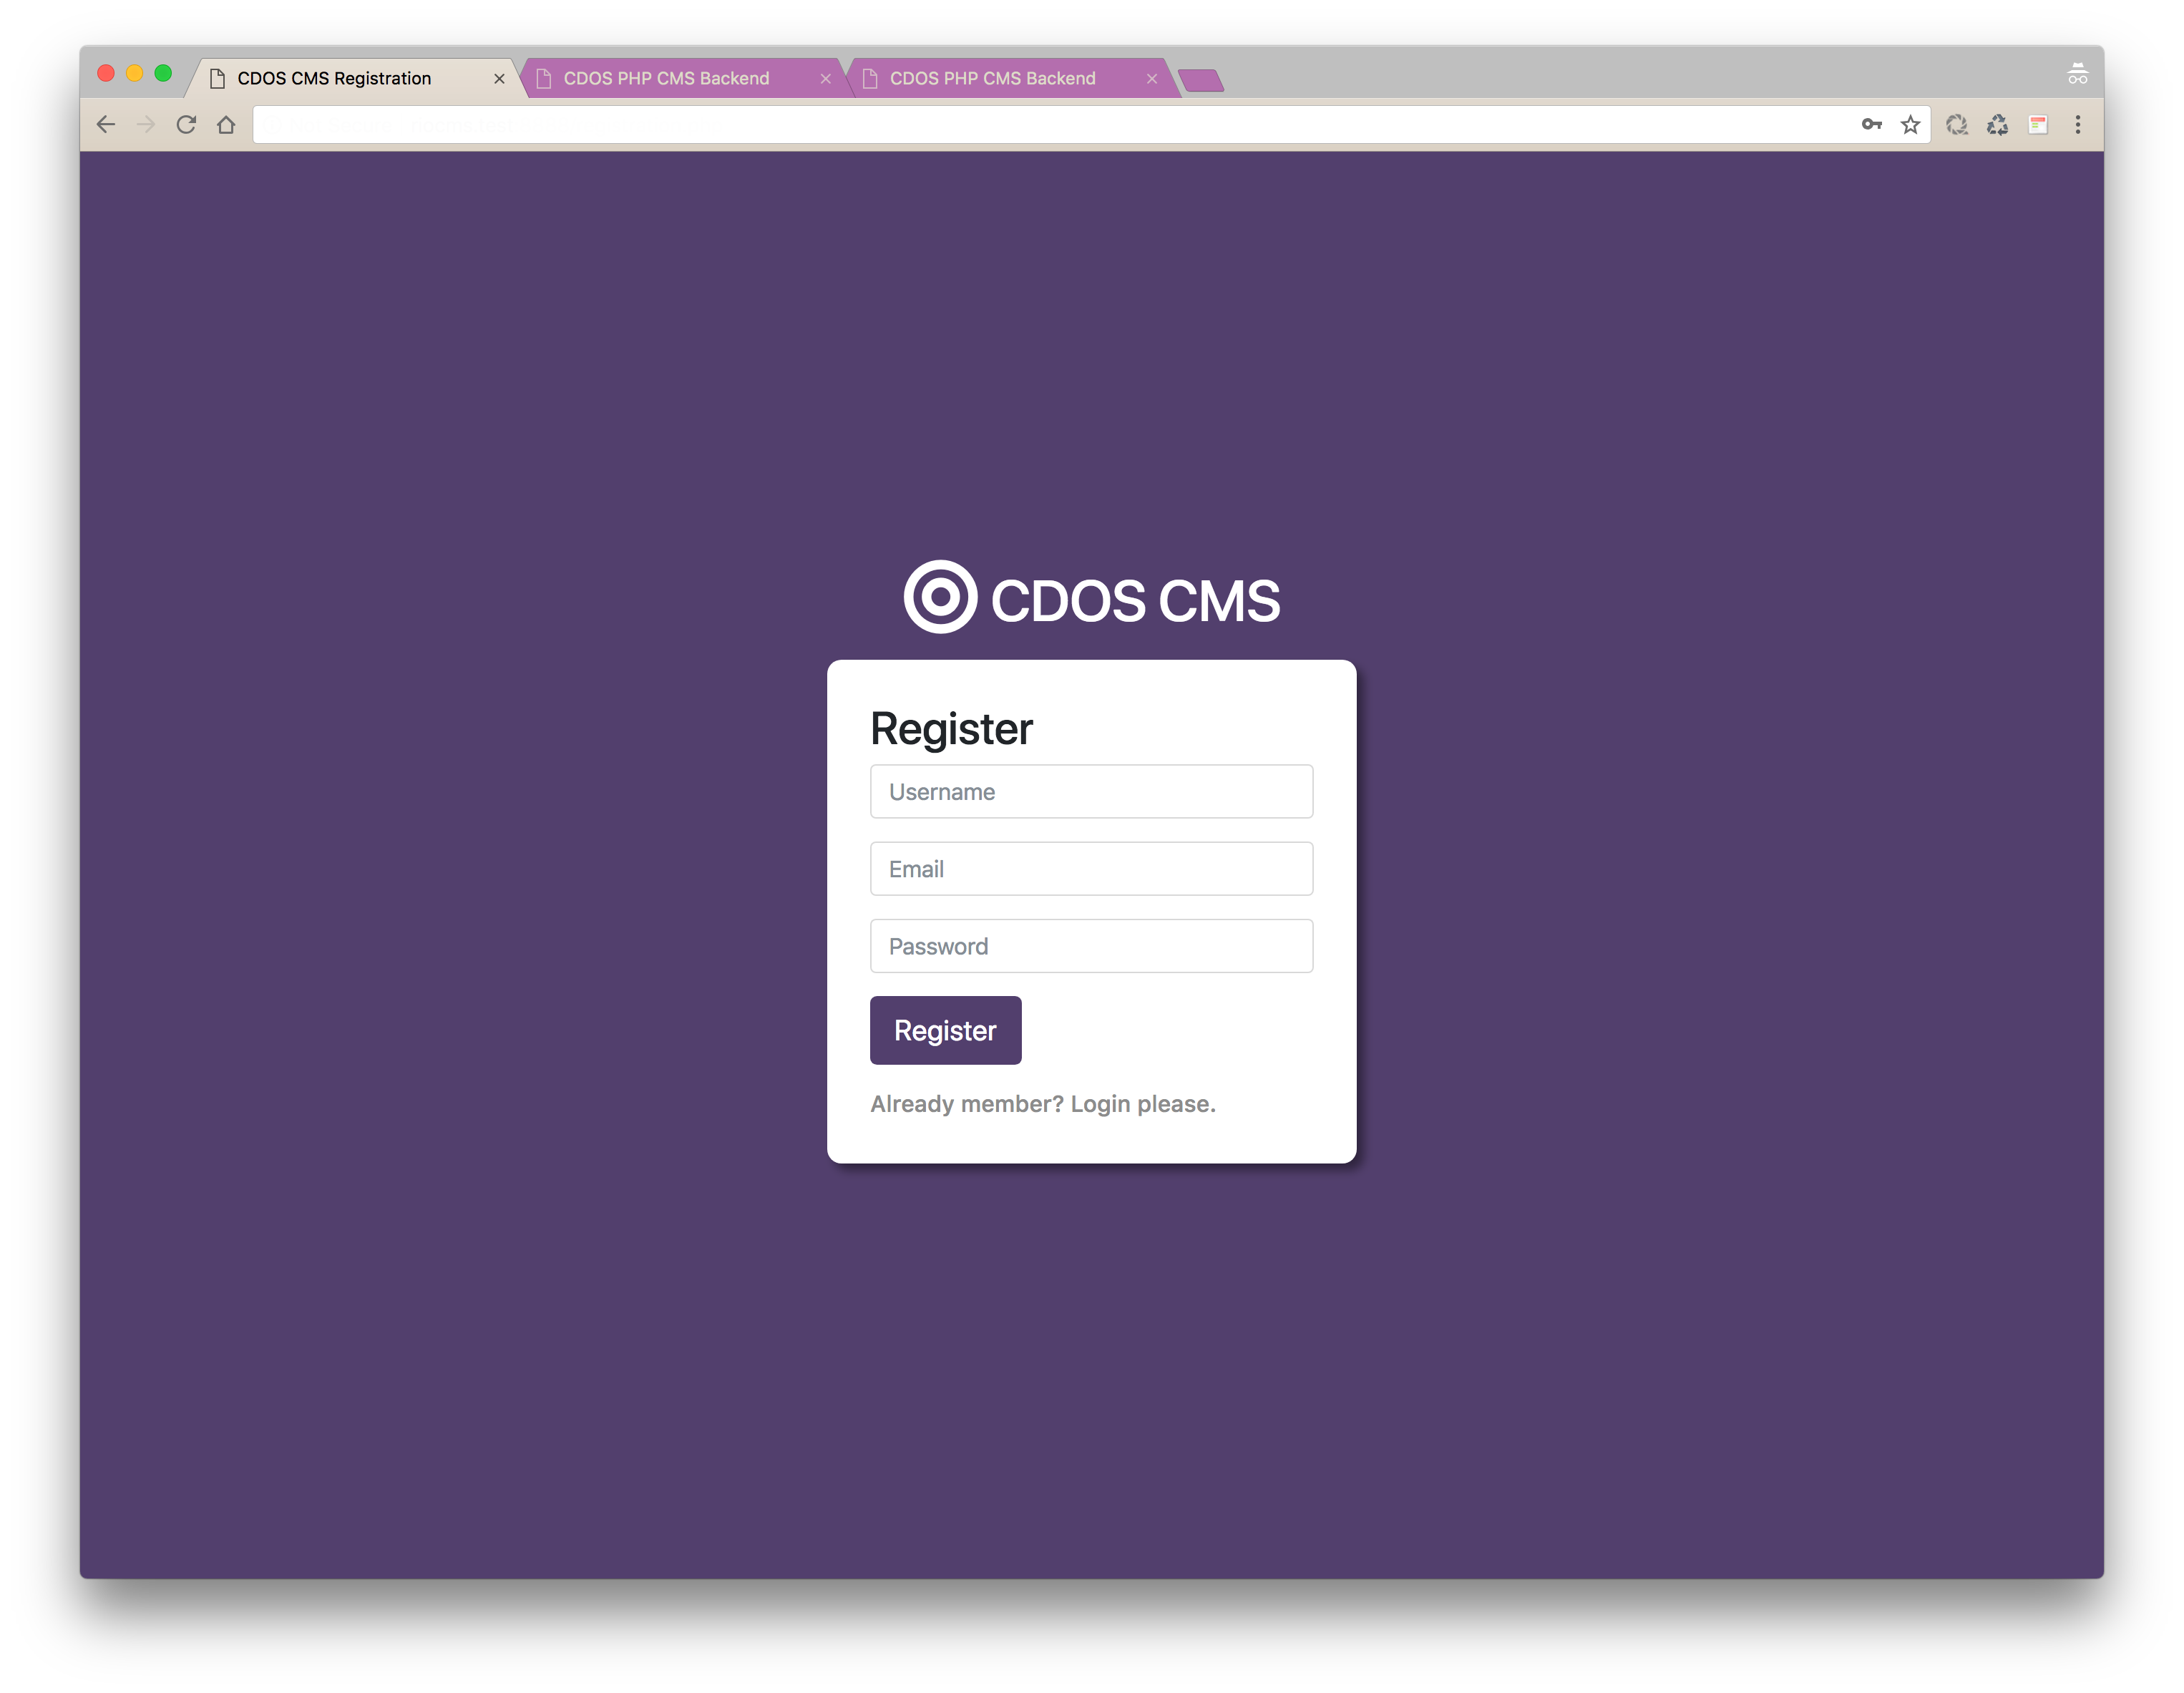 CDOS CMS Registration
CDOS PHP CMS Backend
CDOS PHP CMS Backend
CDOS CMS
Register
Username
Email
Password
Register
Already member? Login please.